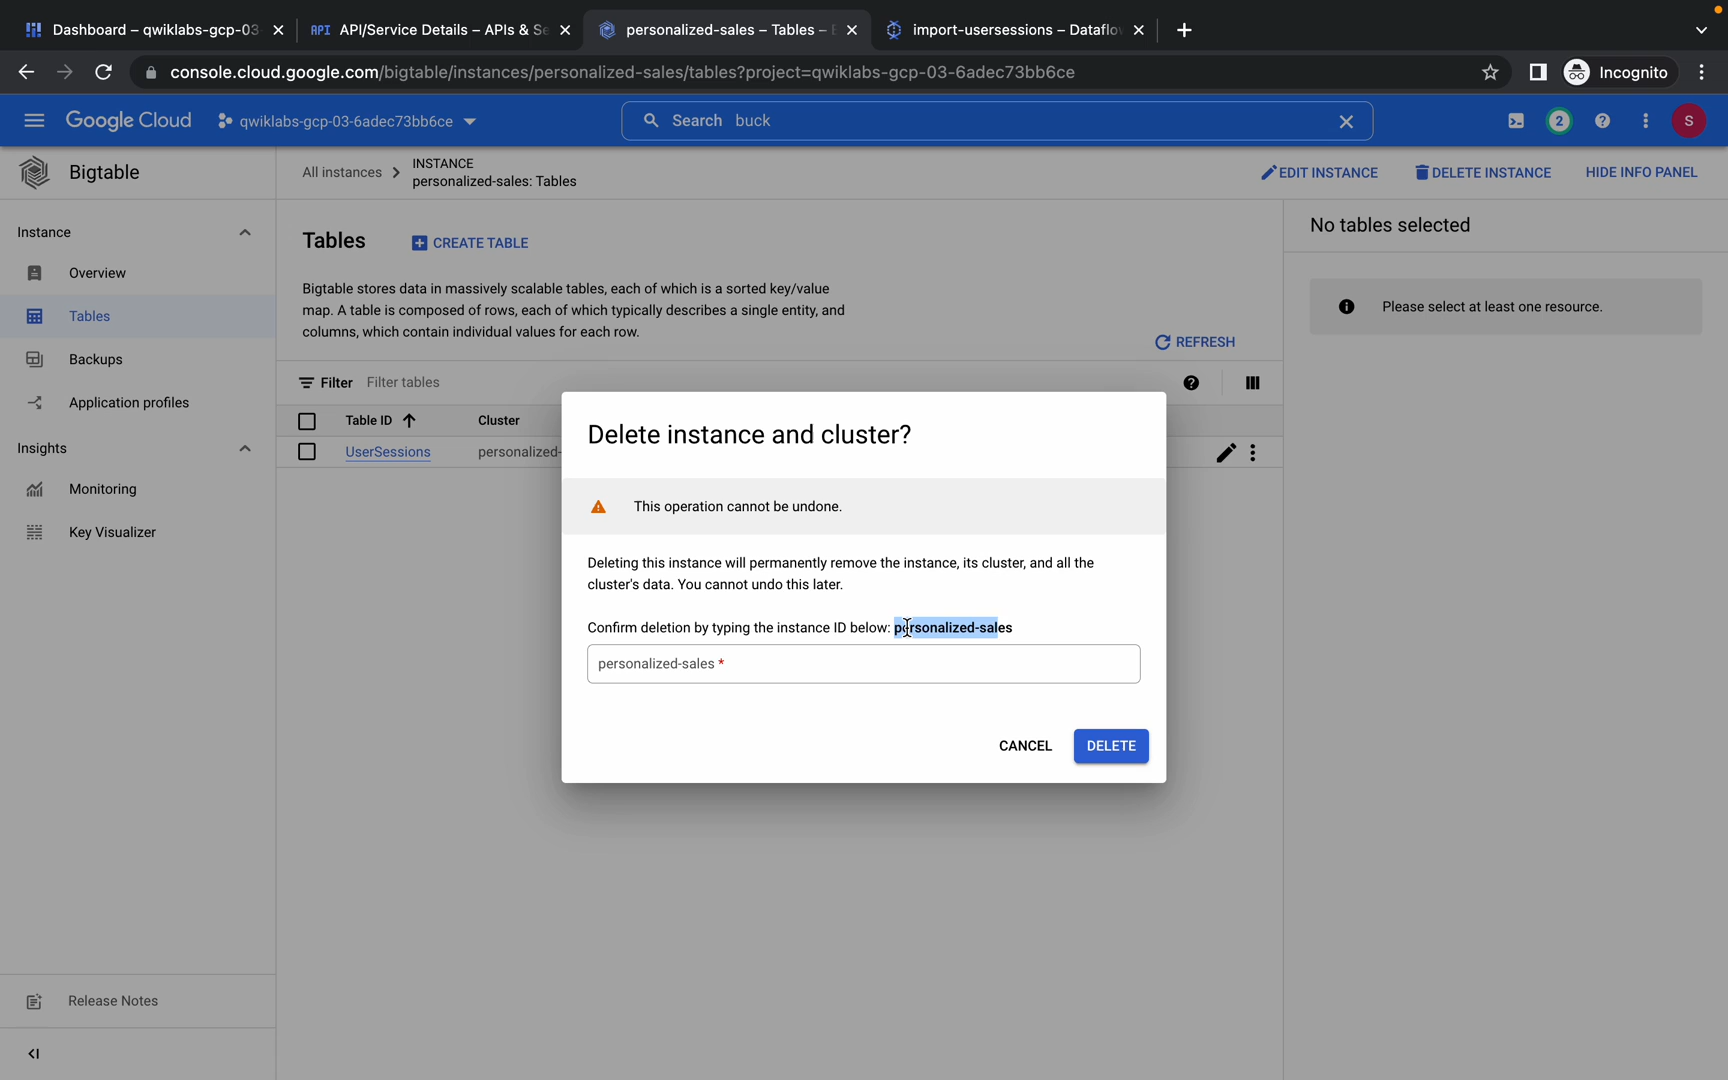 Dashboard – qwiklabs-gcp-03-
API API/Service Details – APIs & Se
personalized-sales – Tables –
import-usersessions – Dataflow
console.cloud.google.com/bigtable/instances/personalized-sales/tables?project=qwiklabs-gcp-03-6adec73bb6ce
Incognito
Google Cloud
qwiklabs-gcp-03-6adec73bb6ce
Search buck
2
S
Bigtable
All instances
INSTANCE
personalized-sales: Tables
EDIT INSTANCE
DELETE INSTANCE
HIDE INFO PANEL
Instance
Overview
Tables
Backups
Application profiles
Insights
Monitoring
Key Visualizer
Release Notes
Tables
CREATE TABLE
Bigtable stores data in massively scalable tables, each of which is a sorted key/value
map. A table is composed of rows, each of which typically describes a single entity, and
columns, which contain individual values for each row.
REFRESH
Filter Filter tables
Table ID Cluster
UserSessions personalized-
No tables selected
Please select at least one resource.
Delete instance and cluster?
This operation cannot be undone.
Deleting this instance will permanently remove the instance, its cluster, and all the
cluster's data. You cannot undo this later.
Confirm deletion by typing the instance ID below: personalized-sales
personalized-sales *
CANCEL
DELETE